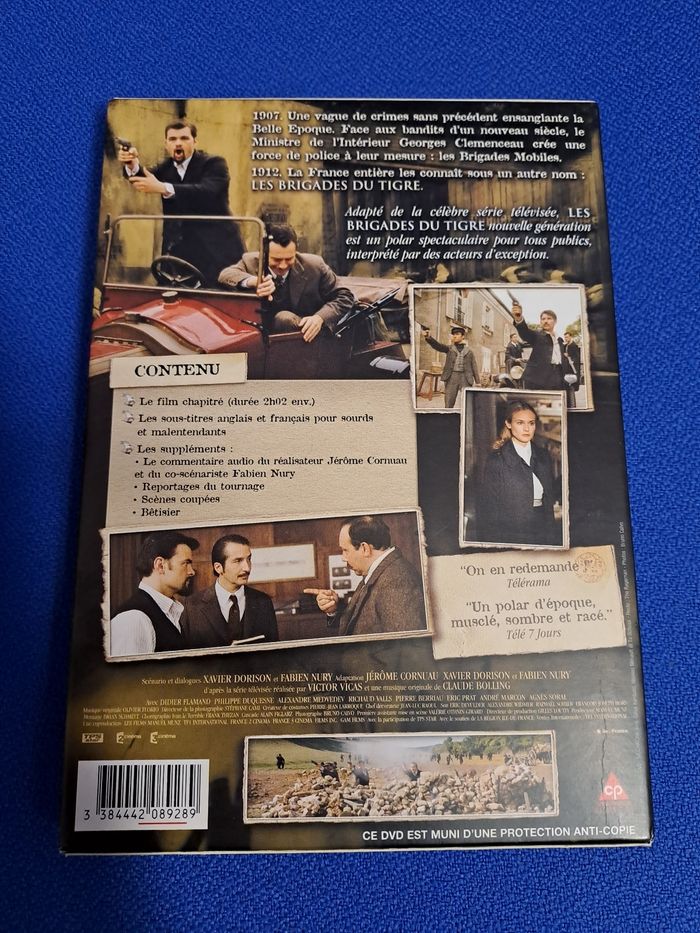 1907. Une vague de crimes sans précédent ensanglante la
Belle Epoque. Face aux bandits d'un nouveau siècle, le
Ministre de l'Intérieur Georges Clemenceau crée une
force de police à leur mesure : les Brigades Mobiles.
1912. La France entière les connaît sous un autre nom :
LES BRIGADES DU TIGRE.
Adapté de la célèbre série télévisée, LES
BRIGADES DU TIGRE nouvelle génération
est un polar spectaculaire pour tous publics,
interprété par des acteurs d'exception.
CONTENU
Le film chapitré (durée 2h02 env.)
Les sous-titres anglais et français pour sourds
et malentendants
Les suppléments :
• Le commentaire audio du réalisateur Jérôme Cornuau
et du co-scénariste Fabien Nury
• Reportages du tournage
• Scènes coupées
• Bêtisier
"On en redemande"
Télérama
"Un polar d'époque,
musclé, sombre et racé."
Télé 7 Jours
Scénario et dialogues XAVIER DORISON et FABIEN NURY Adaptation JÉRÔME CORNUAU XAVIER DORISON et FABIEN NURY
d'après la série télévisée réalisée par VICTOR VICAS et une musique originale de CLAUDE BOLLING
Avec DIDIER FLAMAND PHILIPPE DUQUESNE ALEXANDRE MEDVEDEV RICHAUD VALLS PIERRE BERRIAU ERIC PRAT ANDRÉ MARCON AGNÈS SORAL
cinéma
cinéma
cp
3 384442 089289
CE DVD EST MUNI D'UNE PROTECTION ANTI-COPIE